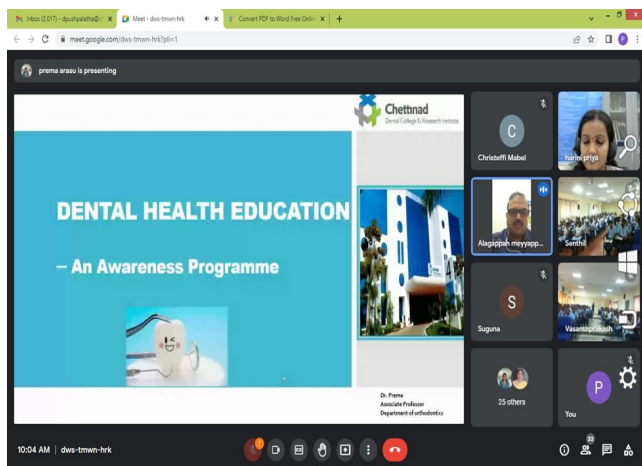 Inbox (2,017) - dpushpalatha@
Meet - dws-tmwn-hrk
Convert PDF to Word Free Onlin
meet.google.com/dws-tmwn-hrk?pli=1
P
prema arasu is presenting
Chettinad
Dental College & Research Institute
DENTAL HEALTH EDUCATION
– An Awareness Programme
Dr. Prema
Associate Professor
Department of orthodontics
C
Christeffi Mabel
harini priya
Alagappan meyyapp...
Senthil
S
Suguna
Vasanthprakash
25 others
P
You
10:04 AM | dws-tmwn-hrk
33